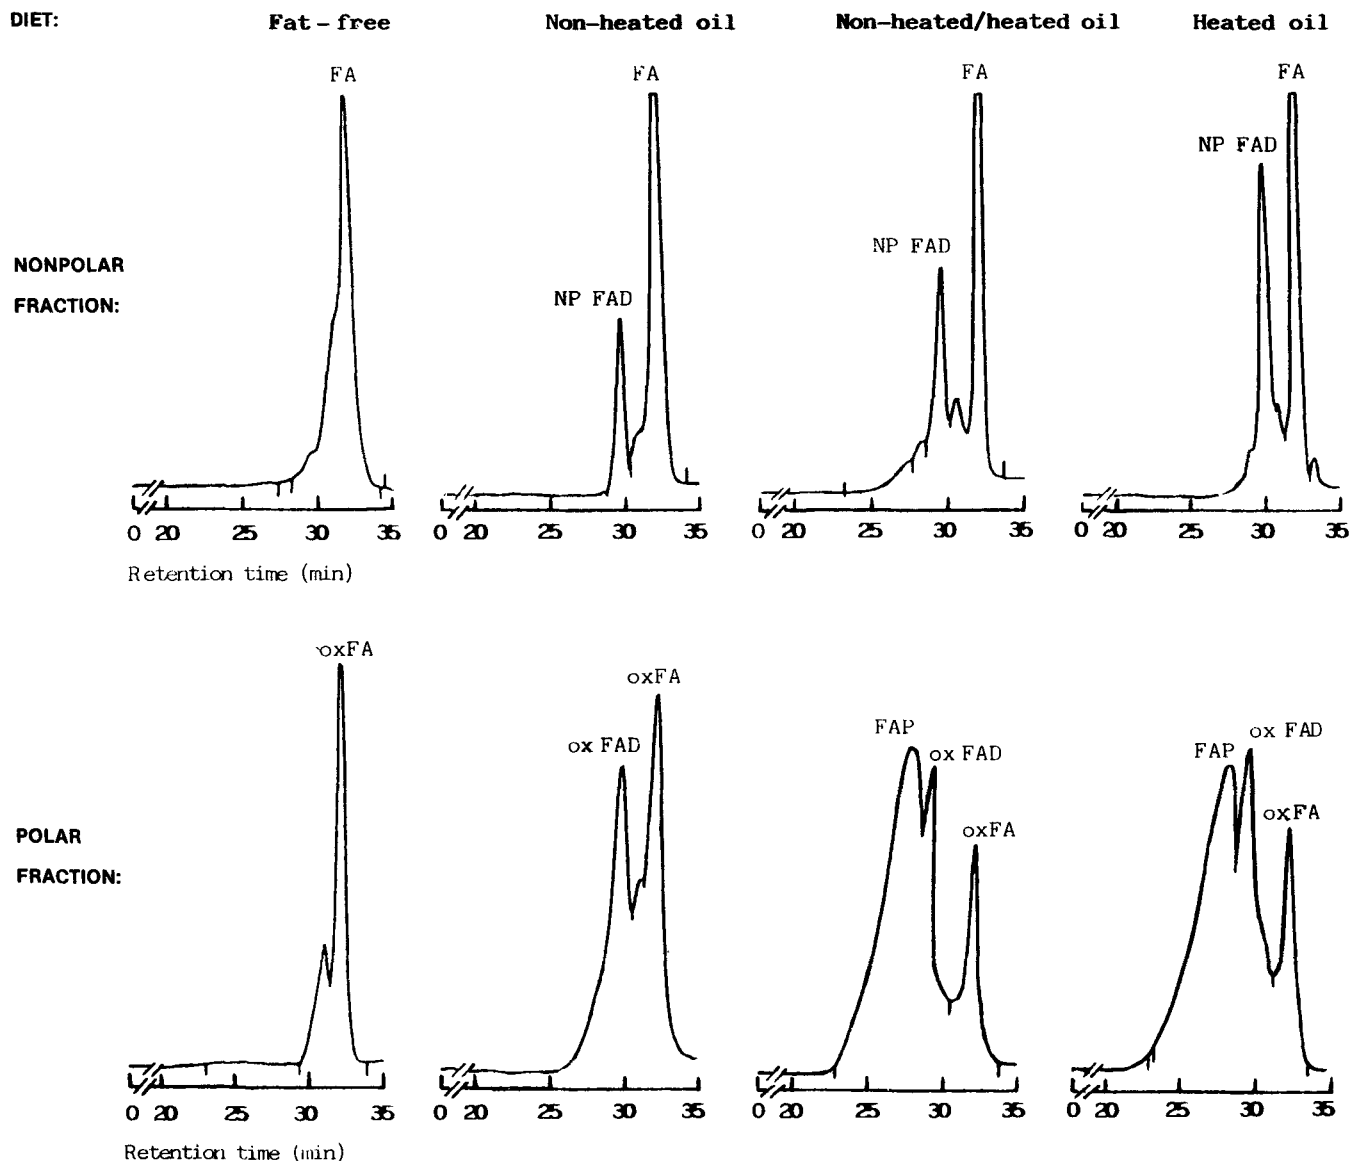 DIET: Fat-free Non-heated oil Non-heated/heated oil Heated oil
FA FA FA FA
NP FAD
NP FAD
NP FAD
NONPOLAR
FRACTION:
0 20 25 30 35 0 20 25 30 35 0 20 25 30 35 0 20 25 30 35
Retention time (min)
oxFA
oxFA
FAP ox FAD
ox FAD
FAP ox FAD
oxFA oxFA
POLAR
FRACTION:
0 20 25 30 35 0 20 25 30 35 0 20 25 30 35 0 20 25 30 35
Retention time (min)